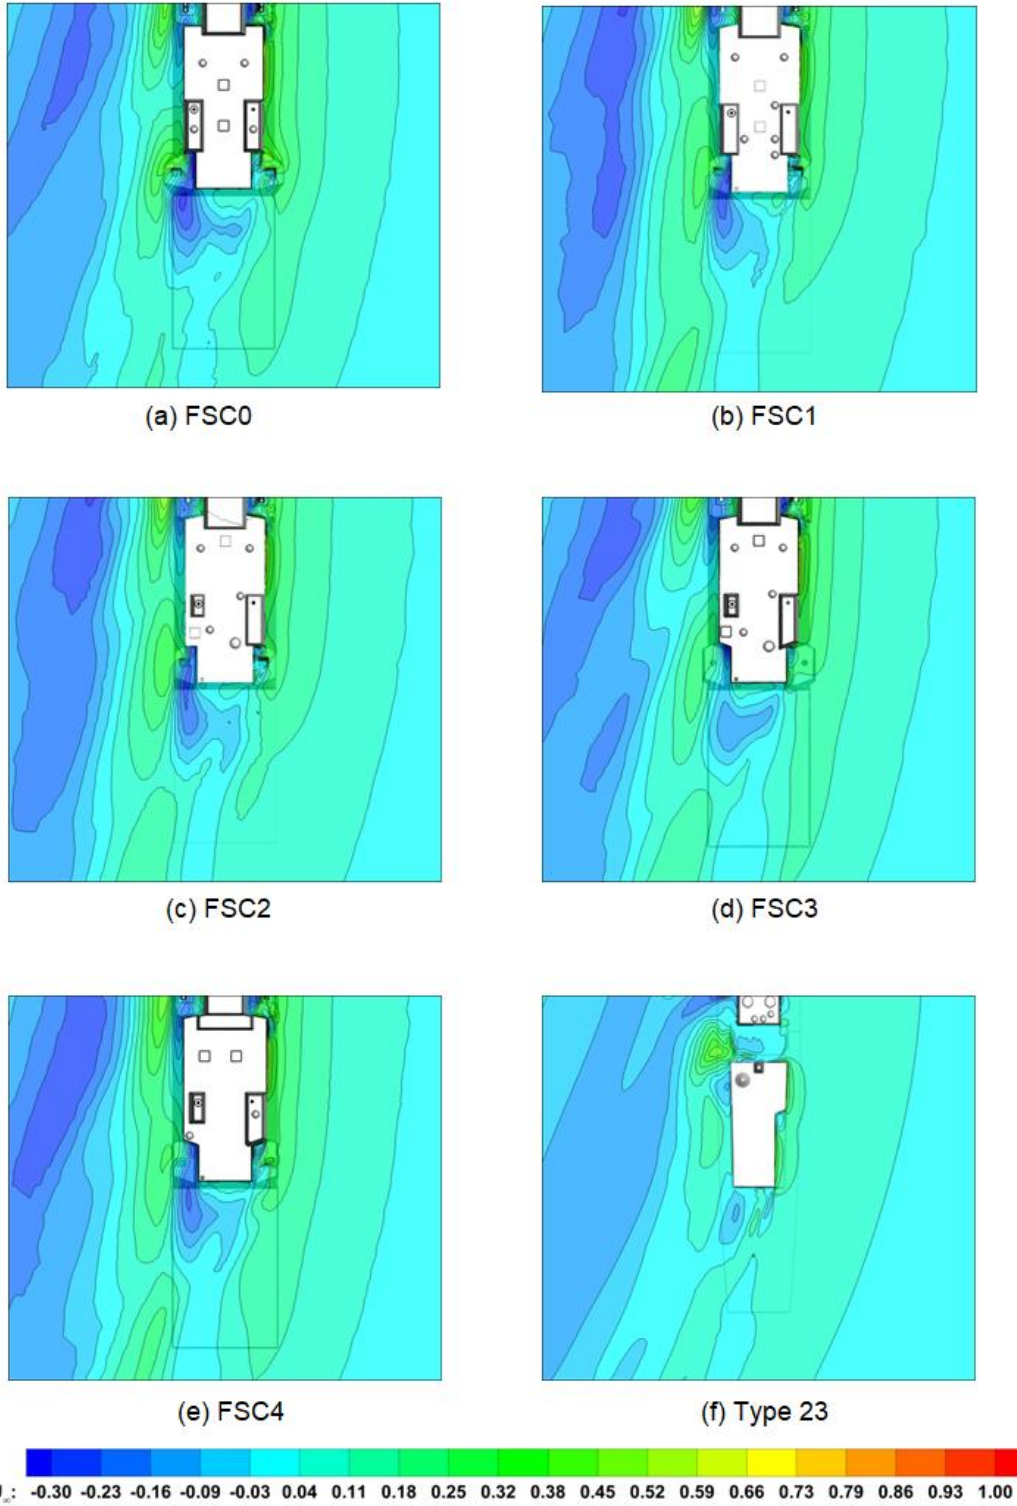 (a) FSC0
(b) FSC1
(c) FSC2
(d) FSC3
(e) FSC4
(f) Type 23
-0.30 -0.23 -0.16 -0.09 -0.03 0.04 0.11 0.18 0.25 0.32 0.38 0.45 0.52 0.59 0.66 0.73 0.79 0.86 0.93 1.00